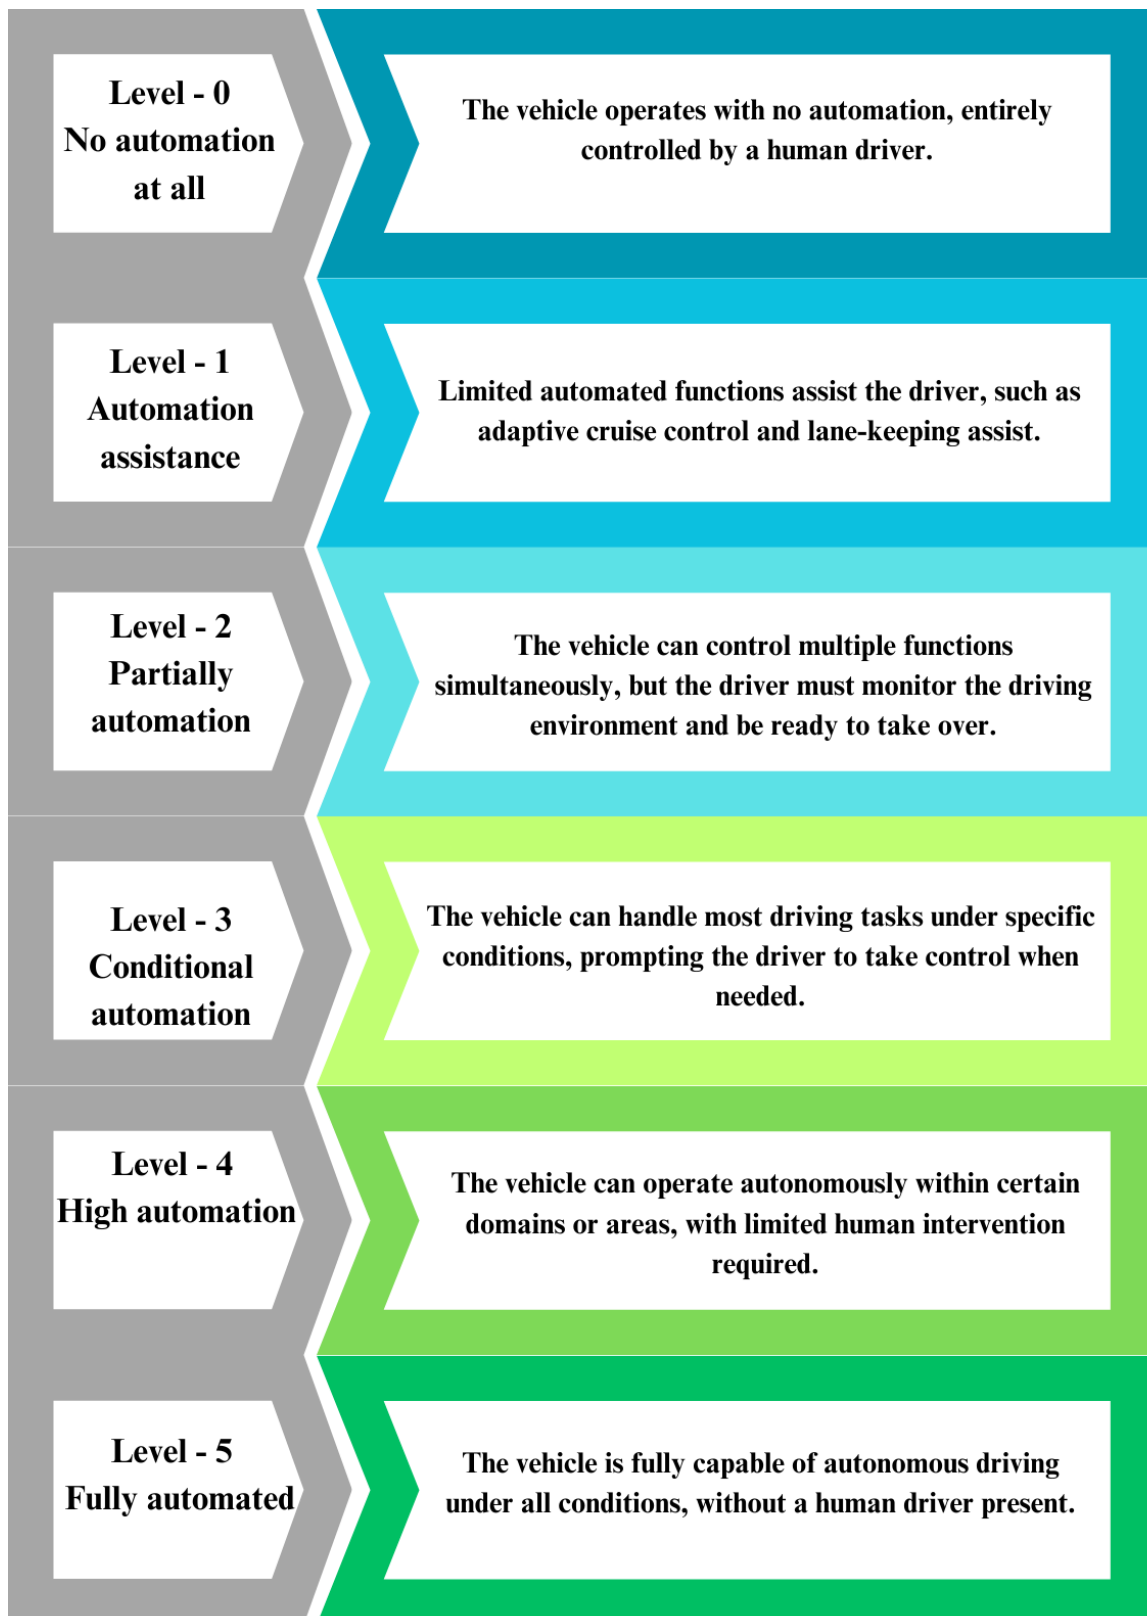 Level - 0
No automation
at all
The vehicle operates with no automation, entirely
controlled by a human driver.
Level - 1
Automation
assistance
Limited automated functions assist the driver, such as
adaptive cruise control and lane-keeping assist.
Level - 2
Partially
automation
The vehicle can control multiple functions
simultaneously, but the driver must monitor the driving
environment and be ready to take over.
Level - 3
Conditional
automation
The vehicle can handle most driving tasks under specific
conditions, prompting the driver to take control when
needed.
Level - 4
High automation
The vehicle can operate autonomously within certain
domains or areas, with limited human intervention
required.
Level - 5
Fully automated
The vehicle is fully capable of autonomous driving
under all conditions, without a human driver present.